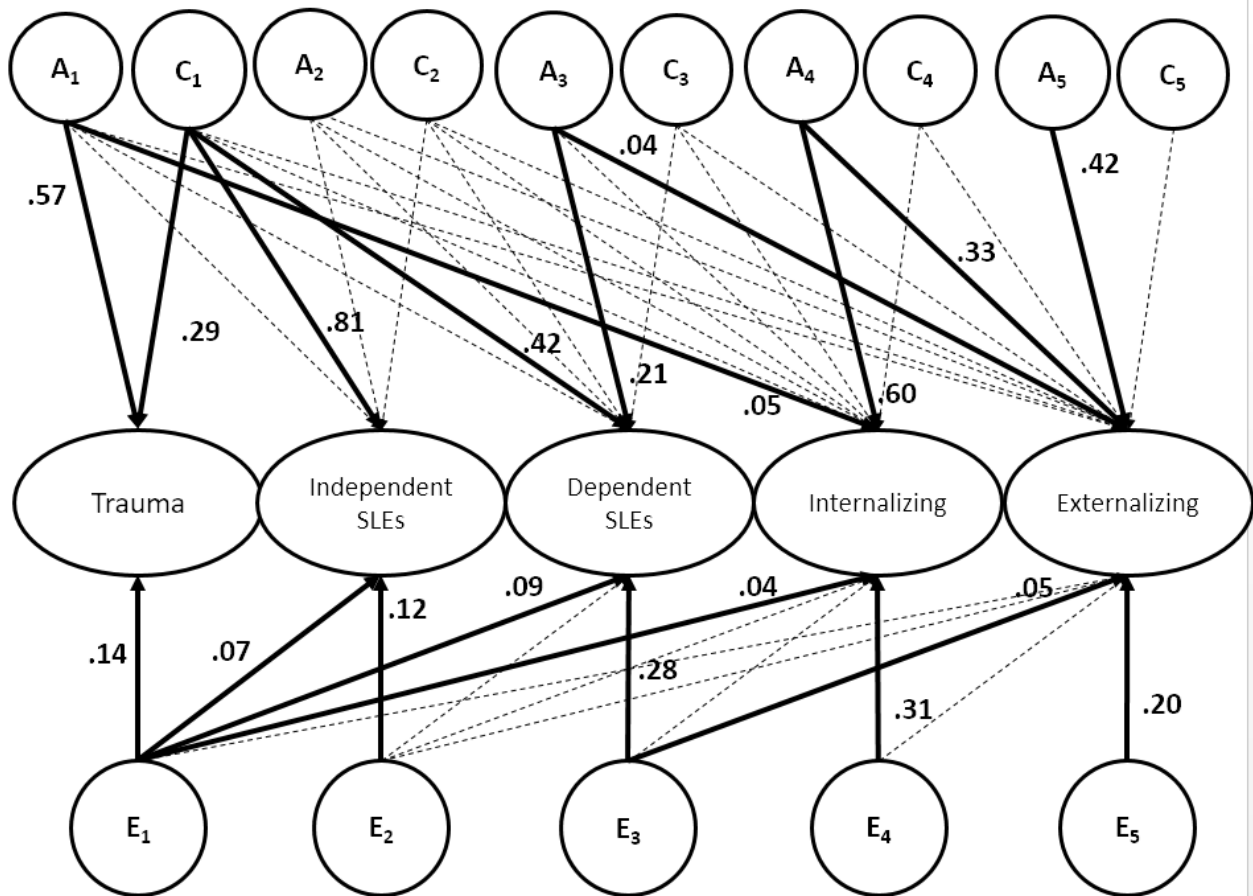 A₁ C₁ A₂ C₂ A₃ C₃ A₄ C₄ A₅ C₅
.04
.42
.57
.33
.29
.81
.42
.21
.60
.05
Trauma
Independent
SLEs
Dependent
SLEs
Internalizing
Externalizing
.09
.04
.05
.12
.14
.07
.28
.31
.20
E₁ E₂ E₃ E₄ E₅